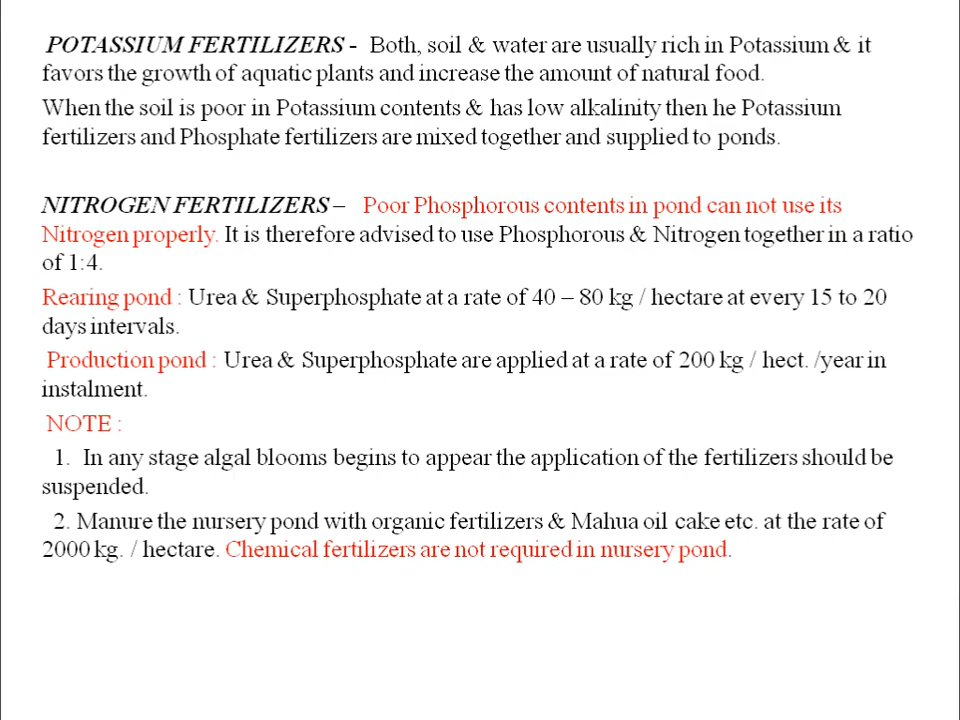 POTASSIUM FERTILIZERS - Both, soil & water are usually rich in Potassium & it
favors the growth of aquatic plants and increase the amount of natural food.
When the soil is poor in Potassium contents & has low alkalinity then he Potassium
fertilizers and Phosphate fertilizers are mixed together and supplied to ponds.
NITROGEN FERTILIZERS – Poor Phosphorous contents in pond can not use its
Nitrogen properly. It is therefore advised to use Phosphorous & Nitrogen together in a ratio
of 1:4.
Rearing pond : Urea & Superphosphate at a rate of 40 – 80 kg / hectare at every 15 to 20
days intervals.
Production pond : Urea & Superphosphate are applied at a rate of 200 kg / hect. /year in
instalment.
NOTE :
1. In any stage algal blooms begins to appear the application of the fertilizers should be
suspended.
2. Manure the nursery pond with organic fertilizers & Mahua oil cake etc. at the rate of
2000 kg. / hectare. Chemical fertilizers are not required in nursery pond.